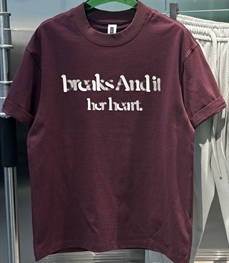 breaks And it
her heart.